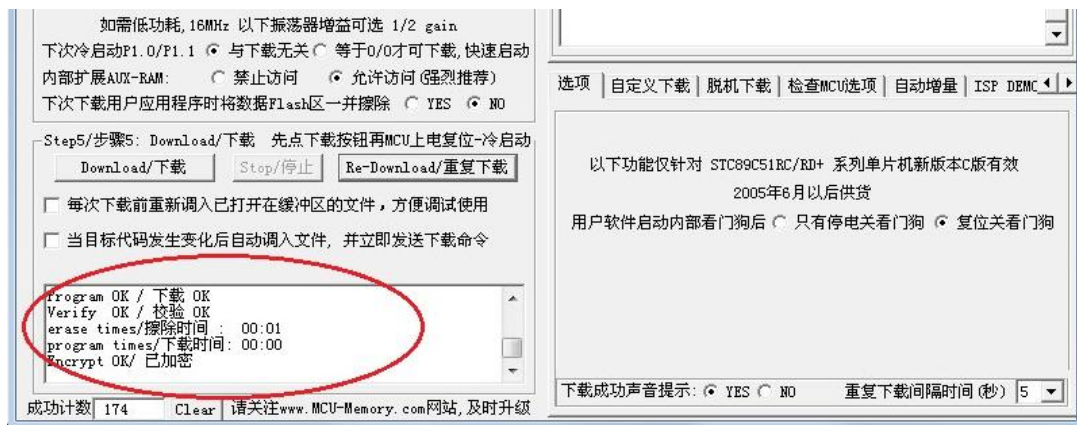 如需低功耗,16MHz 以下振荡器增益可选 1/2 gain
下次冷启动P1.0/P1.1 与下载无关 等于0/0才可下载,快速启动
内部扩展AUX-RAM: 禁止访问 允许访问(强烈推荐)
下次下载用户应用程序时将数据Flash区一并擦除 YES NO
Step5/步骤5: Download/下载 先点下载按钮再MCU上电复位-冷启动
Download/下载 Stop/停止 Re-Download/重复下载
每次下载前重新调入已打开在缓冲区的文件，方便调试使用
当目标代码发生变化后自动调入文件, 并立即发送下载命令
Program OK / 下载 OK
Verify OK / 校验 OK
erase times/擦除时间 : 00:01
program times/下载时间: 00:00
Encrypt OK/ 已加密
成功计数 174 Clear 请关注www.MCU-Memory.com网站,及时升级
选项 自定义下载 脱机下载 检查MCU选项 自动增量 ISP DEMC
以下功能仅针对 STC89C51RC/RD+ 系列单片机新版本C版有效
2005年6月以后供货
用户软件启动内部看门狗后 只有停电关看门狗 复位关看门狗
下载成功声音提示: YES NO 重复下载间隔时间(秒) 5